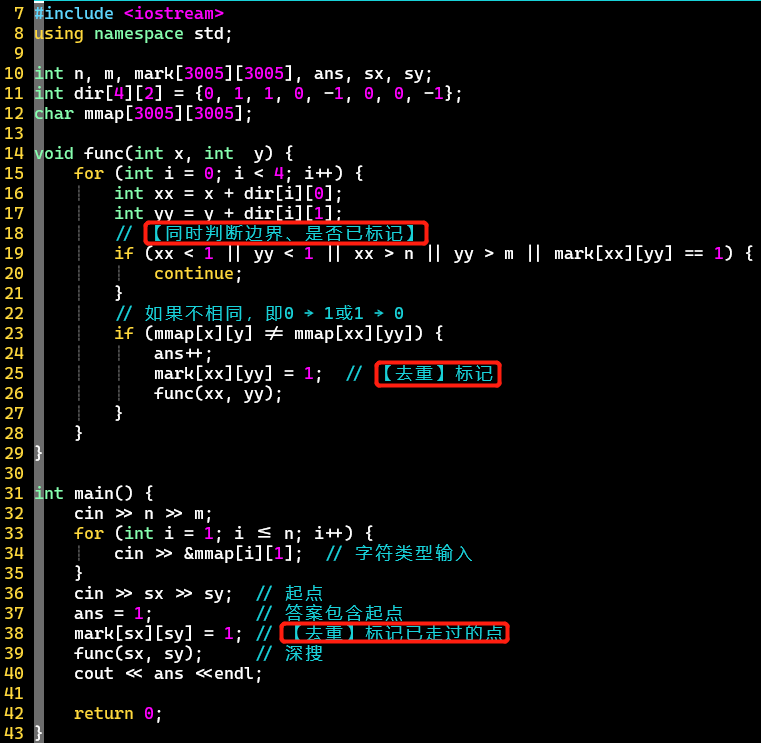 7 #include <iostream>
8 using namespace std;
9
10 int n, m, mark[3005][3005], ans, sx, sy;
11 int dir[4][2] = {0, 1, 1, 0, -1, 0, 0, -1};
12 char mmap[3005][3005];
13
14 void func(int x, int  y) {
15     for (int i = 0; i < 4; i++) {
16         int xx = x + dir[i][0];
17         int yy = y + dir[i][1];
18         // 【同时判断边界、是否已标记】
19         if (xx < 1 || yy < 1 || xx > n || yy > m || mark[xx][yy] == 1) {
20             continue;
21         }
22         // 如果不相同，即0 → 1或1 → 0
23         if (mmap[x][y] != mmap[xx][yy]) {
24             ans++;
25             mark[xx][yy] = 1;  // 【去重】标记
26             func(xx, yy);
27         }
28     }
29 }
30
31 int main() {
32     cin >> n >> m;
33     for (int i = 1; i <= n; i++) {
34         cin >> &mmap[i][1];  // 字符类型输入
35     }
36     cin >> sx >> sy;  // 起点
37     ans = 1;          // 答案包含起点
38     mark[sx][sy] = 1; // 【去重】标记已走过的点
39     func(sx, sy);     // 深搜
40     cout << ans <<endl;
41
42     return 0;
43 }